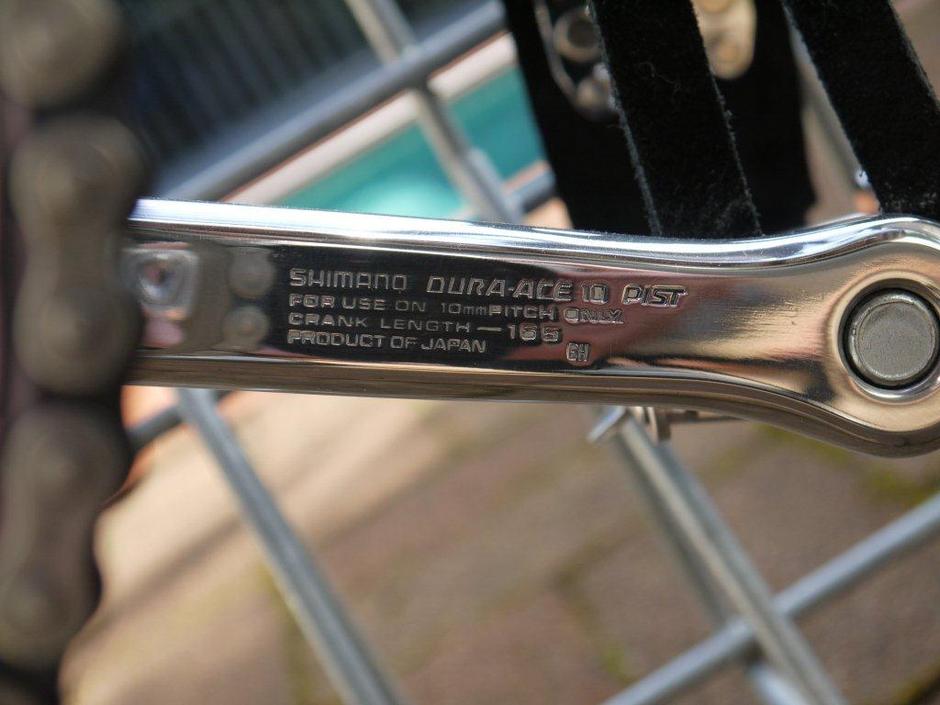 SHIMANO DURA-ACE 10 PIST
FOR USE ON 10mm PITCH ONLY
CRANK LENGTH — 165
PRODUCT OF JAPAN
GH